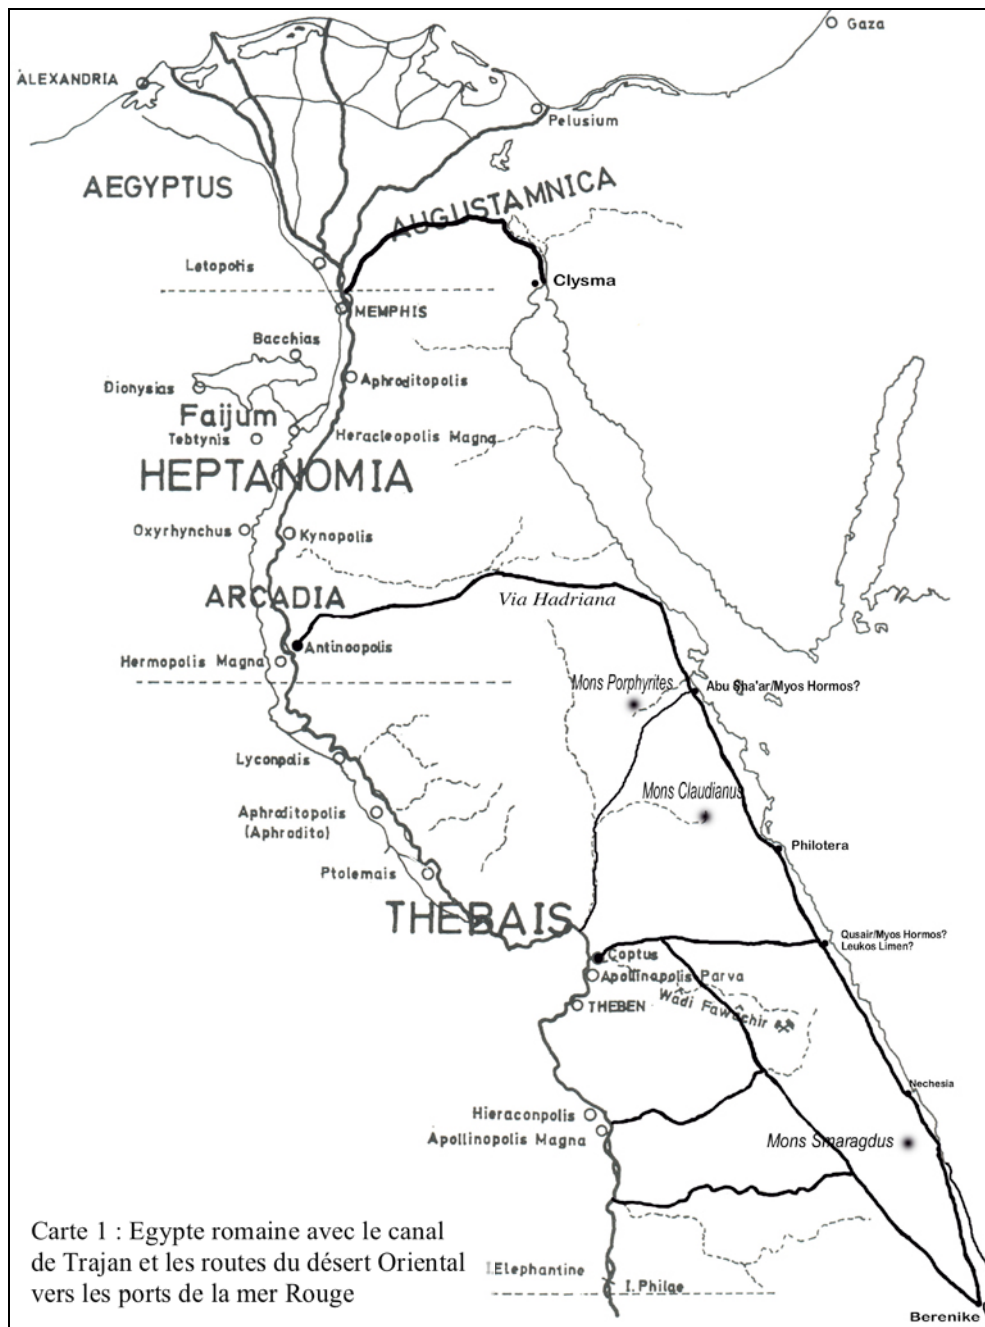 Gaza
ALEXANDRIA
Pelusium
AEGYPTUS
AUGUSTAMNICA
Letopolis
Clysma
MEMPHIS
Bacchias
Dionysias
Aphroditopolis
Faijum
Tebtynis
Heracleopolis Magna
HEPTANOMIA
Oxyrhynchus
Kynopolis
ARCADIA
Via Hadriana
Antinoopolis
Hermopolis Magna
Mons Porphyrites
Abu Sha'ar/Myos Hormos?
Lyconpolis
Mons Claudianus
Aphroditopolis
(Aphrodito)
Philotera
Ptolemais
THEBAIS
Qusair/Myos Hormos?
Leukos Limen?
Coptus
Apollinopolis Parva
Wadi Fawâchir
THEBEN
Nechesia
Hieraconpolis
Apollinopolis Magna
Mons Smaragdus
Carte 1 : Egypte romaine avec le canal
de Trajan et les routes du désert Oriental
vers les ports de la mer Rouge
I.Elephantine
I. Philae
Berenike